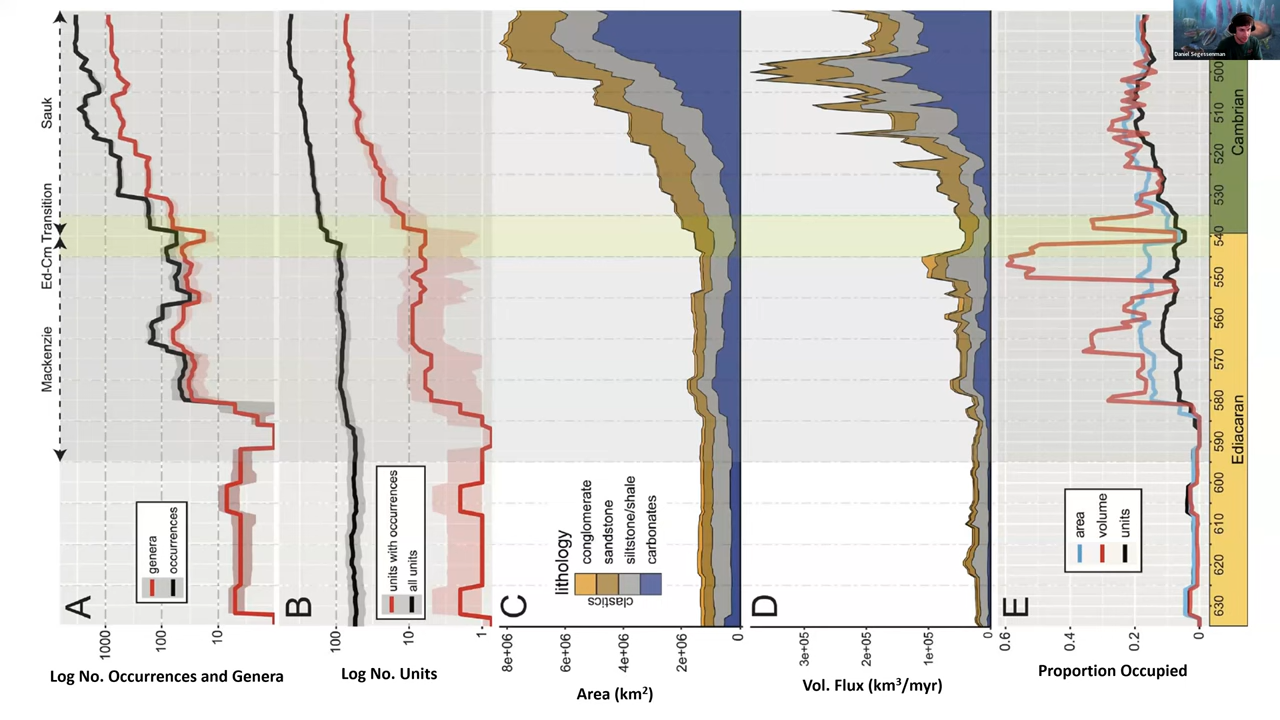 Daniel Segessenman
Sauk
Ed-Cm Transition
Mackenzie
A
genera
occurrences
1000
100
10
Log No. Occurrences and Genera
B
units with occurrences
all units
100
10
1
Log No. Units
C
lithology
conglomerate
sandstone
siltstone/shale
carbonates
clastics
8e+06
6e+06
4e+06
2e+06
0
Area (km²)
D
3e+05
2e+05
1e+05
0
Vol. Flux (km³/myr)
E
area
volume
units
0.6
0.4
0.2
0
Proportion Occupied
500
510
520
530
540
550
560
570
580
590
600
610
620
630
Cambrian
Ediacaran